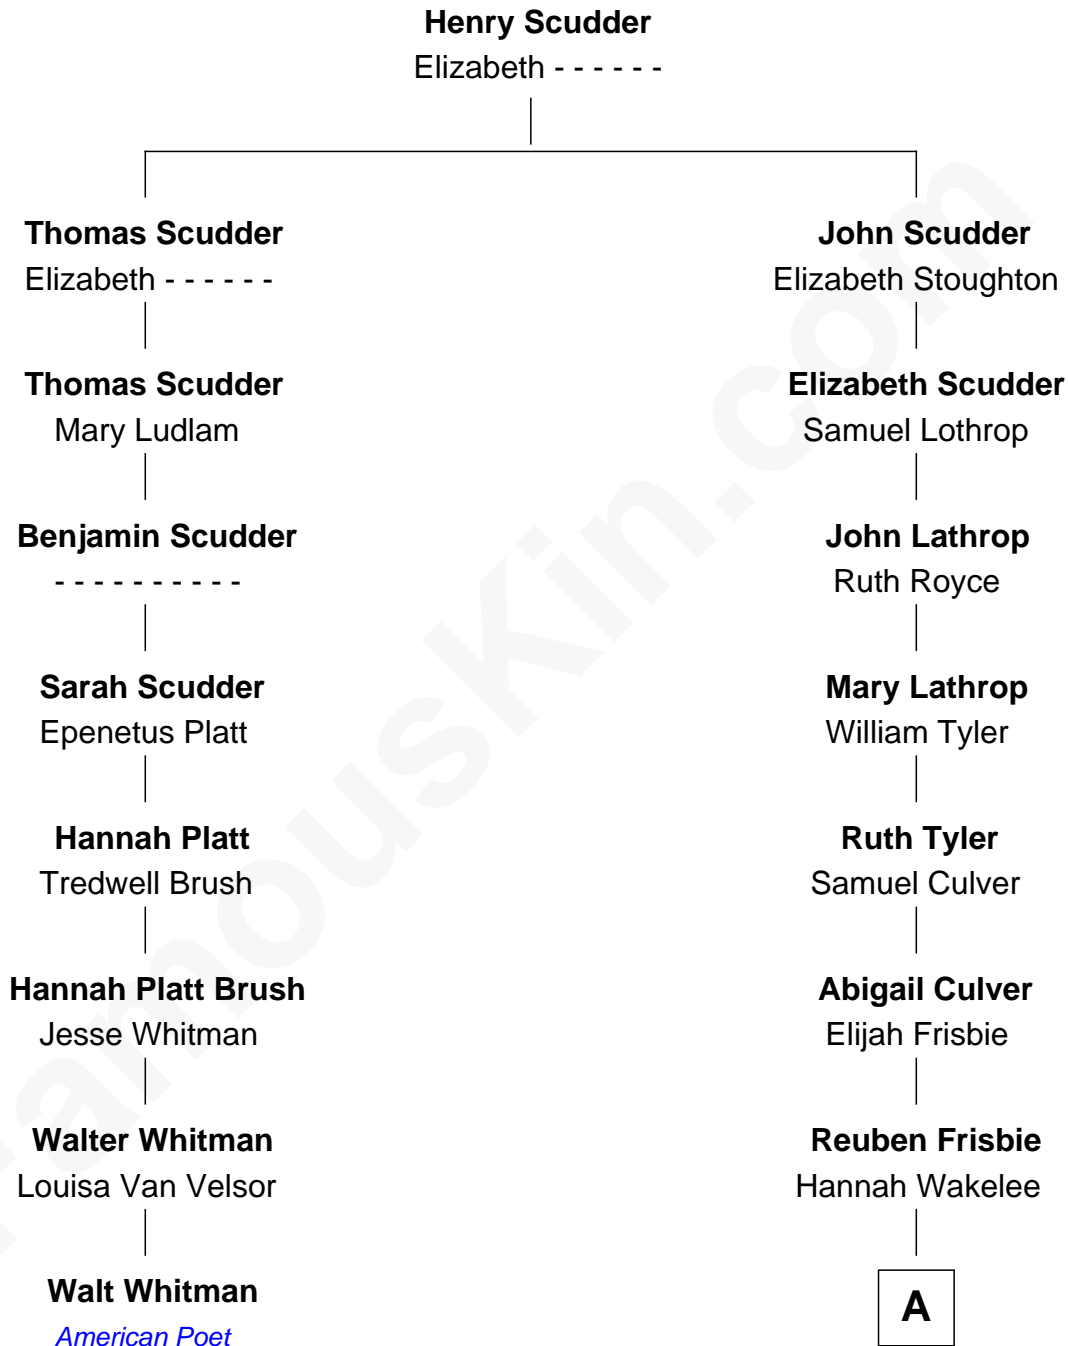 Henry Scudder
Elizabeth - - - - - -
Thomas Scudder
Elizabeth - - - - - -
John Scudder
Elizabeth Stoughton
Thomas Scudder
Mary Ludlam
Elizabeth Scudder
Samuel Lothrop
Benjamin Scudder
- - - - - - - - - -
John Lathrop
Ruth Royce
Sarah Scudder
Epenetus Platt
Mary Lathrop
William Tyler
Hannah Platt
Tredwell Brush
Ruth Tyler
Samuel Culver
Hannah Platt Brush
Jesse Whitman
Abigail Culver
Elijah Frisbie
Walter Whitman
Louisa Van Velsor
Reuben Frisbie
Hannah Wakelee
Walt Whitman
American Poet
A
FamousKin.com